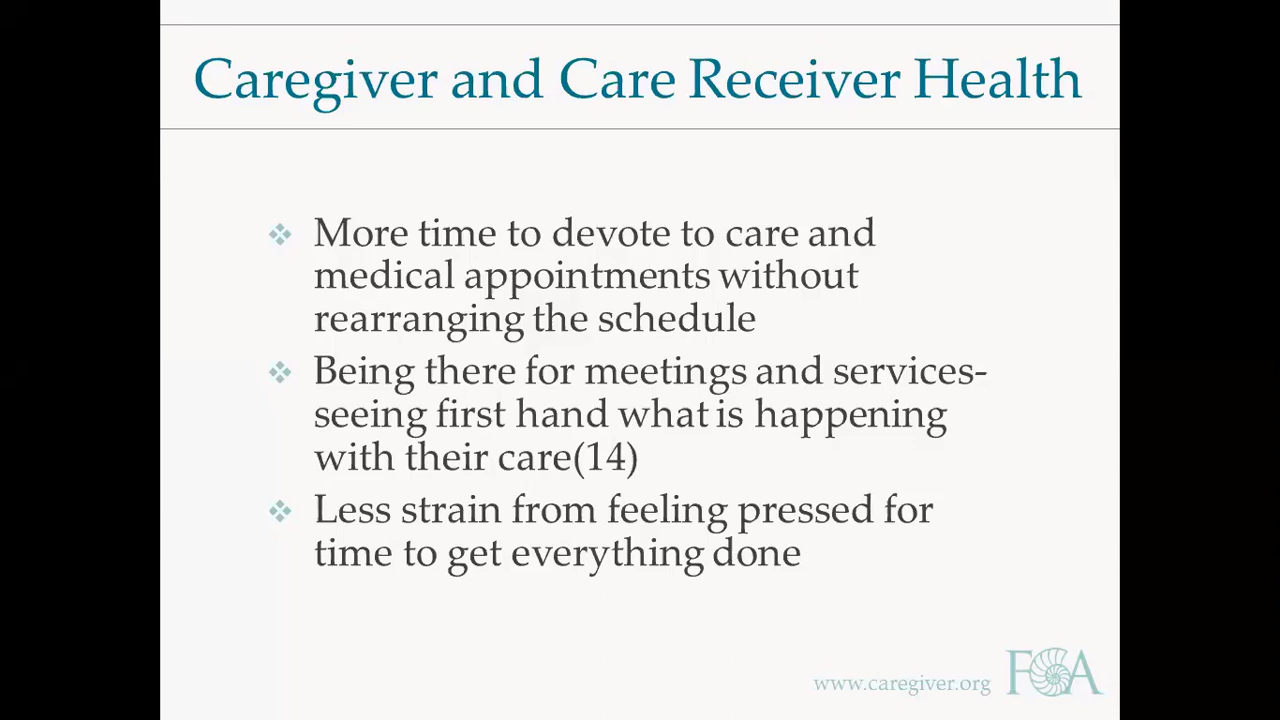 Caregiver and Care Receiver Health
More time to devote to care and
medical appointments without
rearranging the schedule
Being there for meetings and services-
seeing first hand what is happening
with their care(14)
Less strain from feeling pressed for
time to get everything done
www.caregiver.org FCA